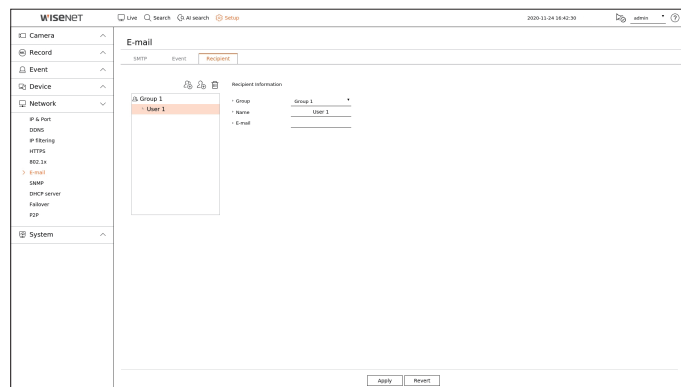 WISENET
Live Search AI search Setup
2020-11-24 16:42:30
admin
Camera
Record
Event
Device
Network
IP & Port
DDNS
IP filtering
HTTPS
802.1x
E-mail
SNMP
DHCP server
Failover
P2P
System
E-mail
SMTP Event Recipient
Group 1
User 1
Recipient Information
Group Group 1
Name User 1
E-mail
Apply Revert